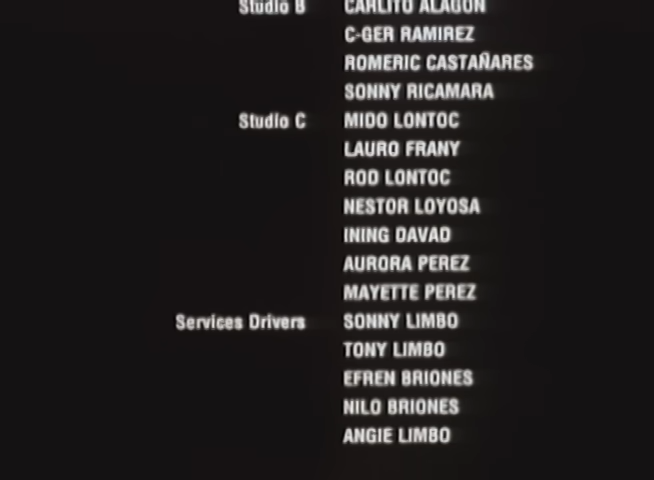 Studio B CARLITO ALAGON
C-GER RAMIREZ
ROMERIC CASTAÑARES
SONNY RICAMARA
Studio C MIDO LONTOC
LAURO FRANY
ROD LONTOC
NESTOR LOYOSA
INING DAVAD
AURORA PEREZ
MAYETTE PEREZ
Services Drivers SONNY LIMBO
TONY LIMBO
EFREN BRIONES
NILO BRIONES
ANGIE LIMBO